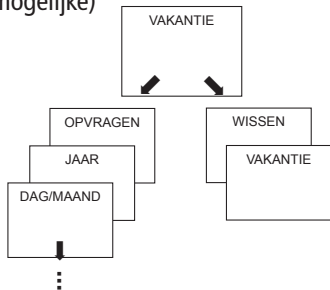 mogelijke)
VAKANTIE
OPVRAGEN
WISSEN
JAAR
VAKANTIE
DAG/MAAND